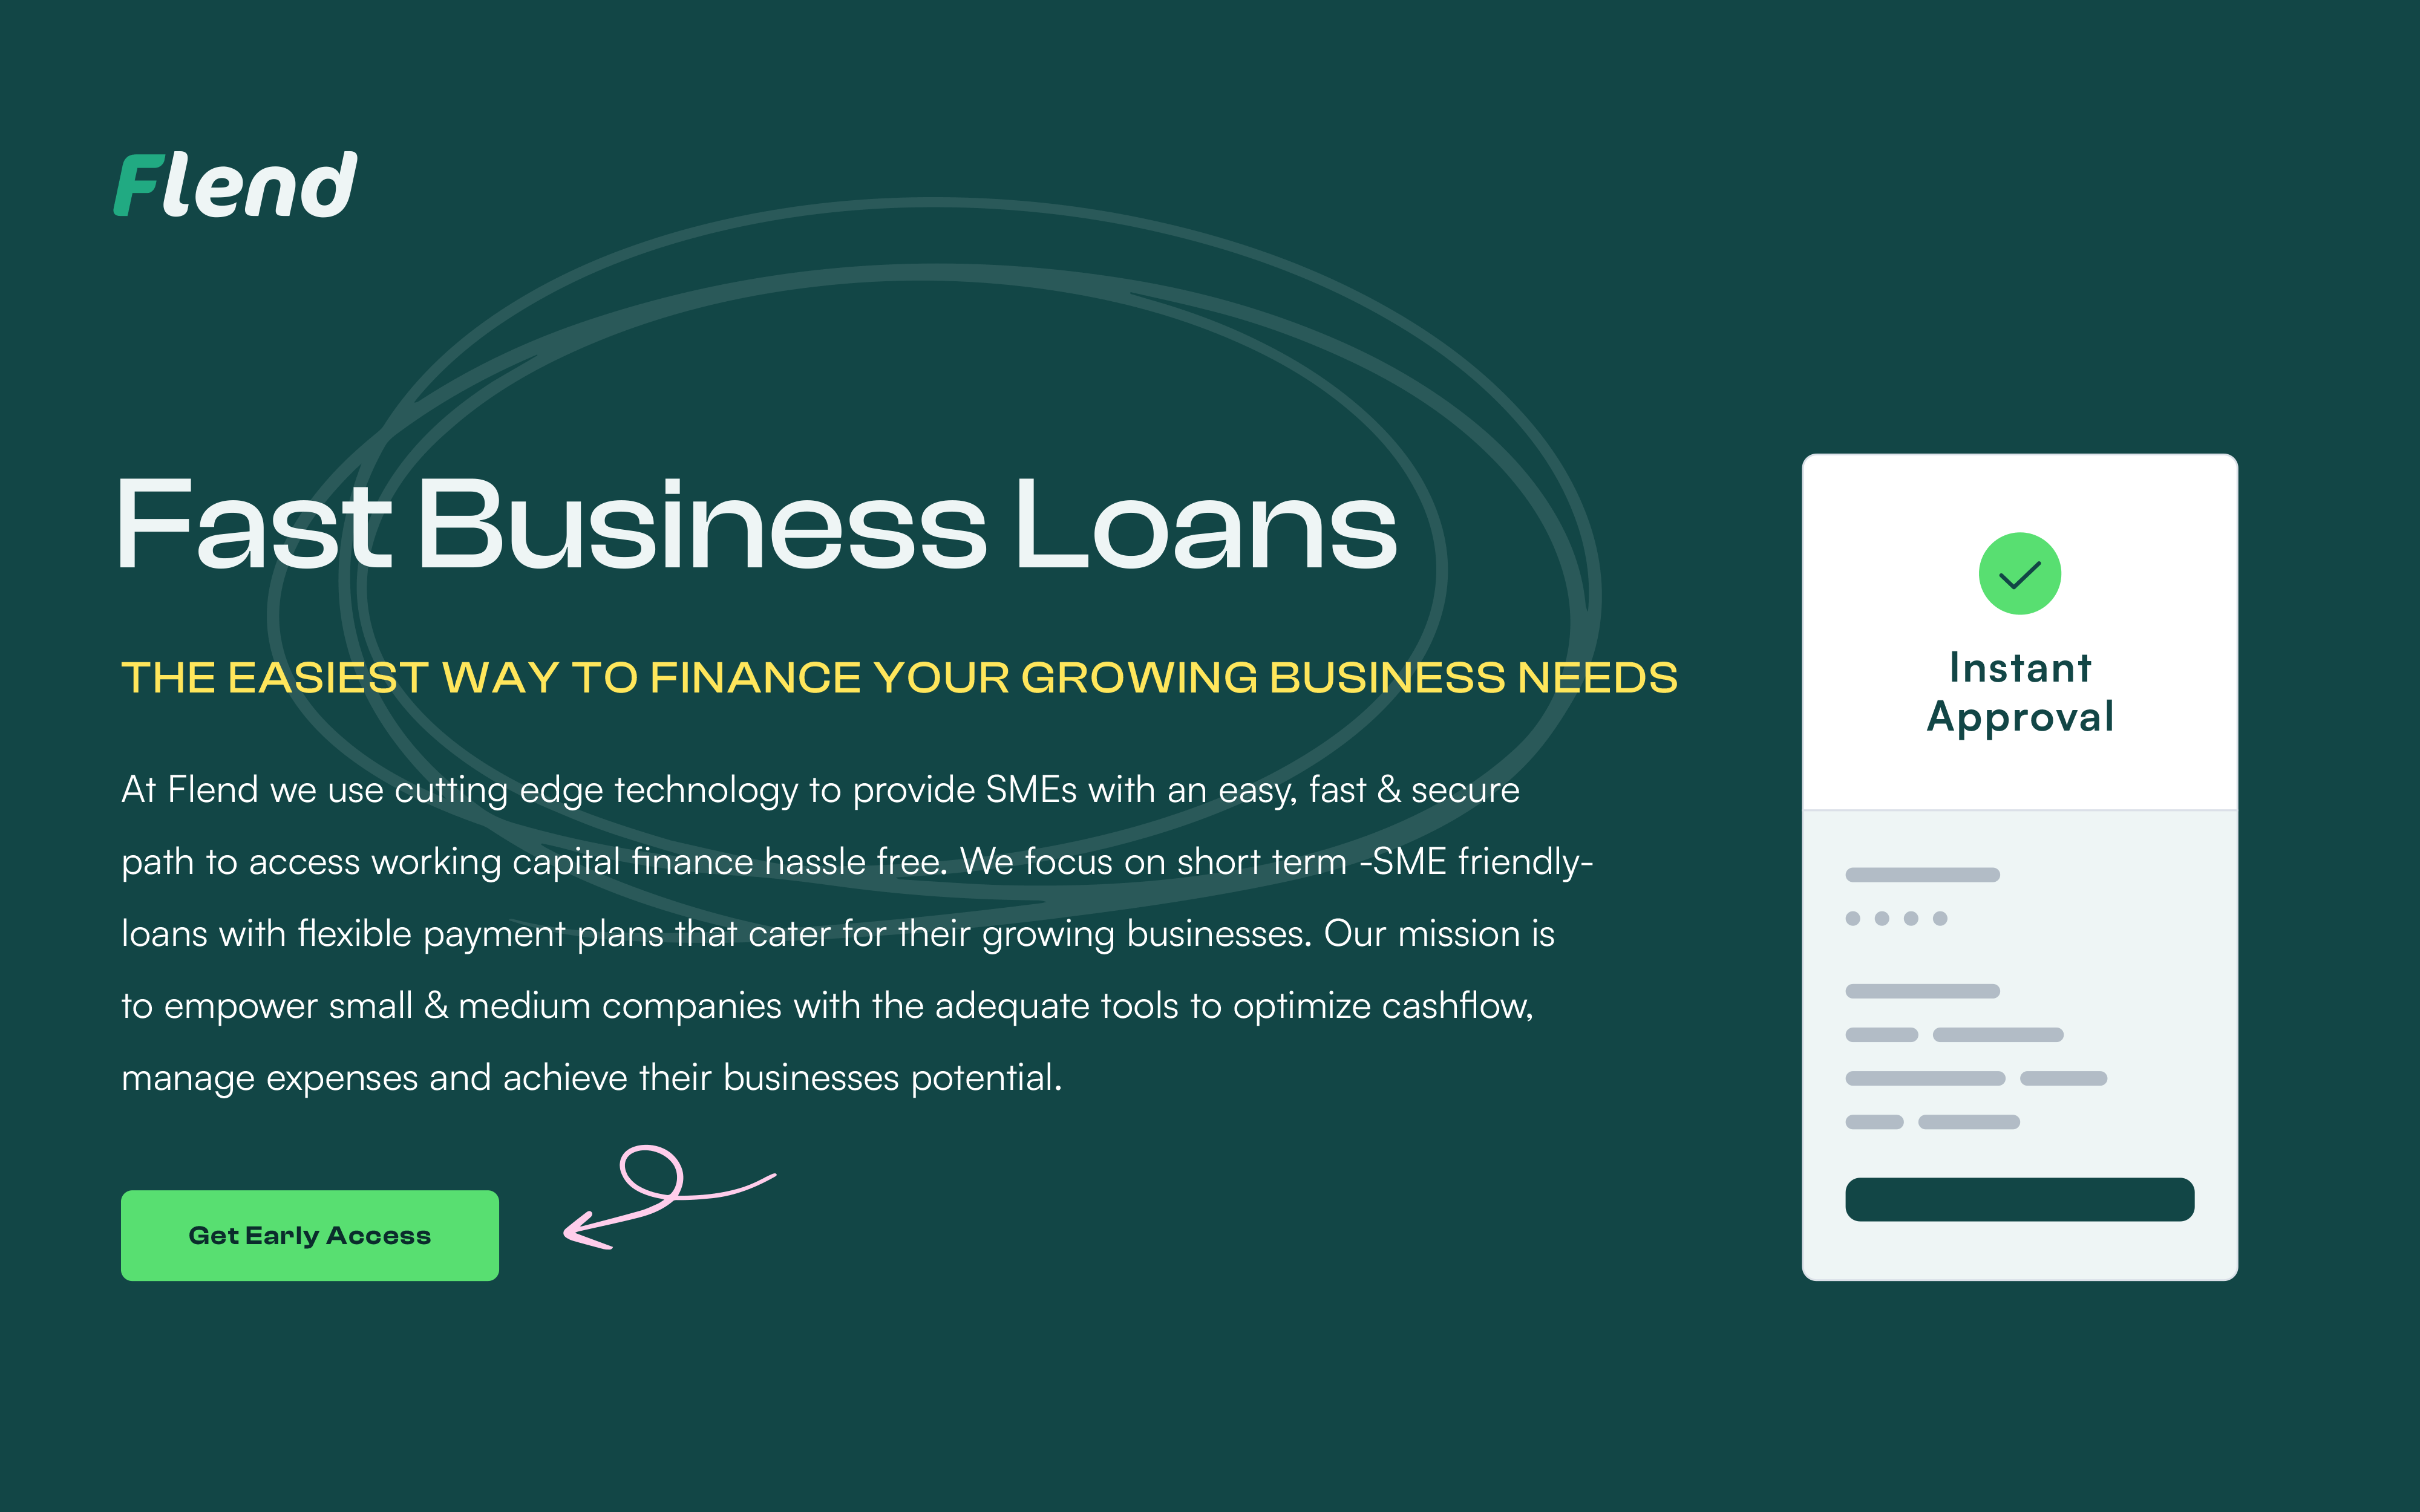 Flend
Fast Business Loans
THE EASIEST WAY TO FINANCE YOUR GROWING BUSINESS NEEDS
At Flend we use cutting edge technology to provide SMEs with an easy, fast & secure
path to access working capital finance hassle free. We focus on short term -SME friendly-
loans with flexible payment plans that cater for their growing businesses. Our mission is
to empower small & medium companies with the adequate tools to optimize cashflow,
manage expenses and achieve their businesses potential.
Get Early Access
Instant
Approval